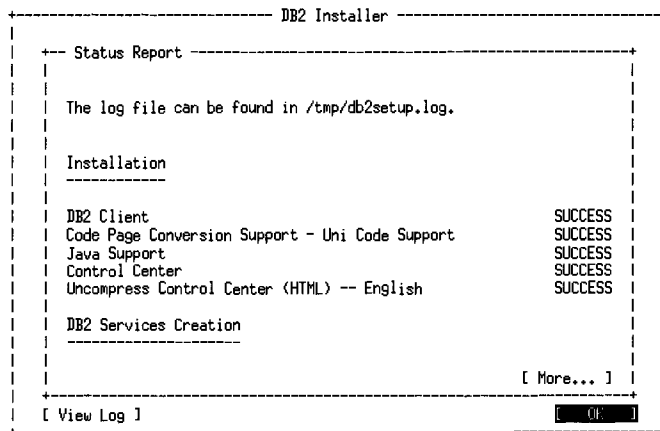 DB2 Installer
Status Report
The log file can be found in /tmp/db2setup.log.
Installation
------------
DB2 Client SUCCESS
Code Page Conversion Support - Uni Code Support SUCCESS
Java Support SUCCESS
Control Center SUCCESS
Uncompress Control Center (HTML) -- English SUCCESS
DB2 Services Creation
---------------------
[ More... ]
[ View Log ] [ OK ]